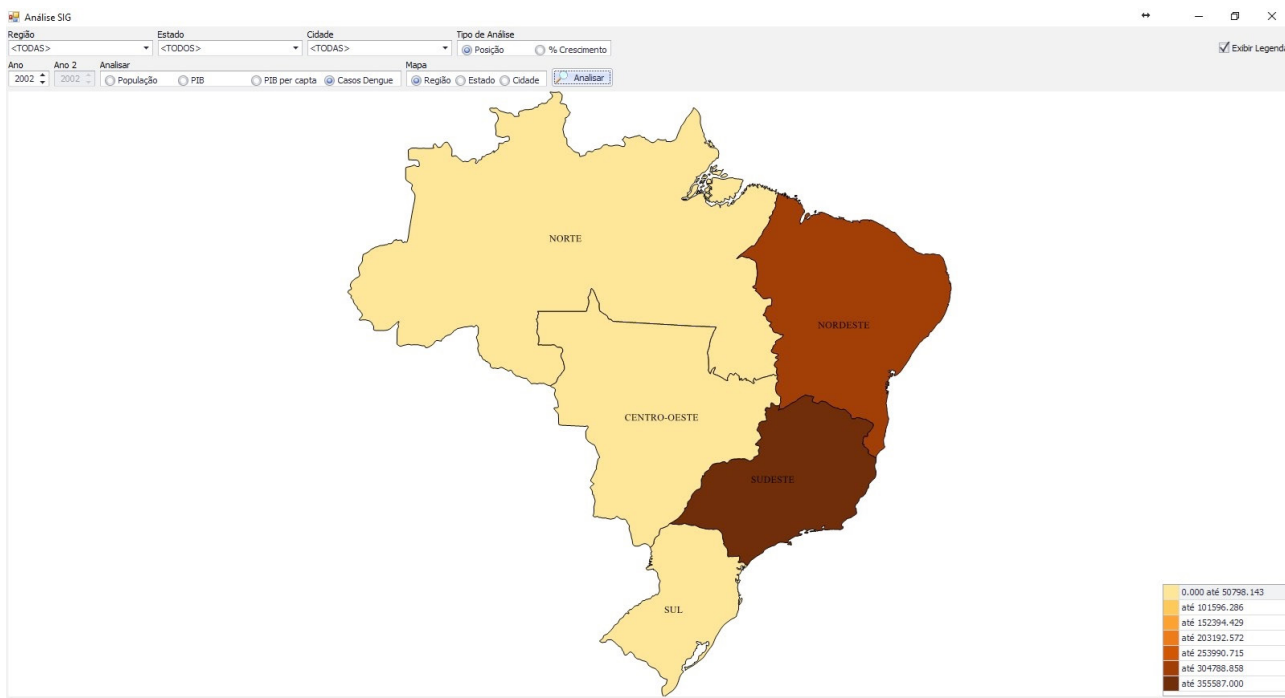 Análise SIG
Região Estado Cidade Tipo de Análise
<TODAS> <TODOS> <TODAS> Posição % Crescimento Exibir Legenda
Ano Ano 2 Analisar Mapa
2002 2002 População PIB PIB per capta Casos Dengue Região Estado Cidade Analisar
NORTE
NORDESTE
CENTRO-OESTE
SUDESTE
SUL
0.000 até 50798.143
até 101596.286
até 152394.429
até 203192.572
até 253990.715
até 304788.858
até 355587.000